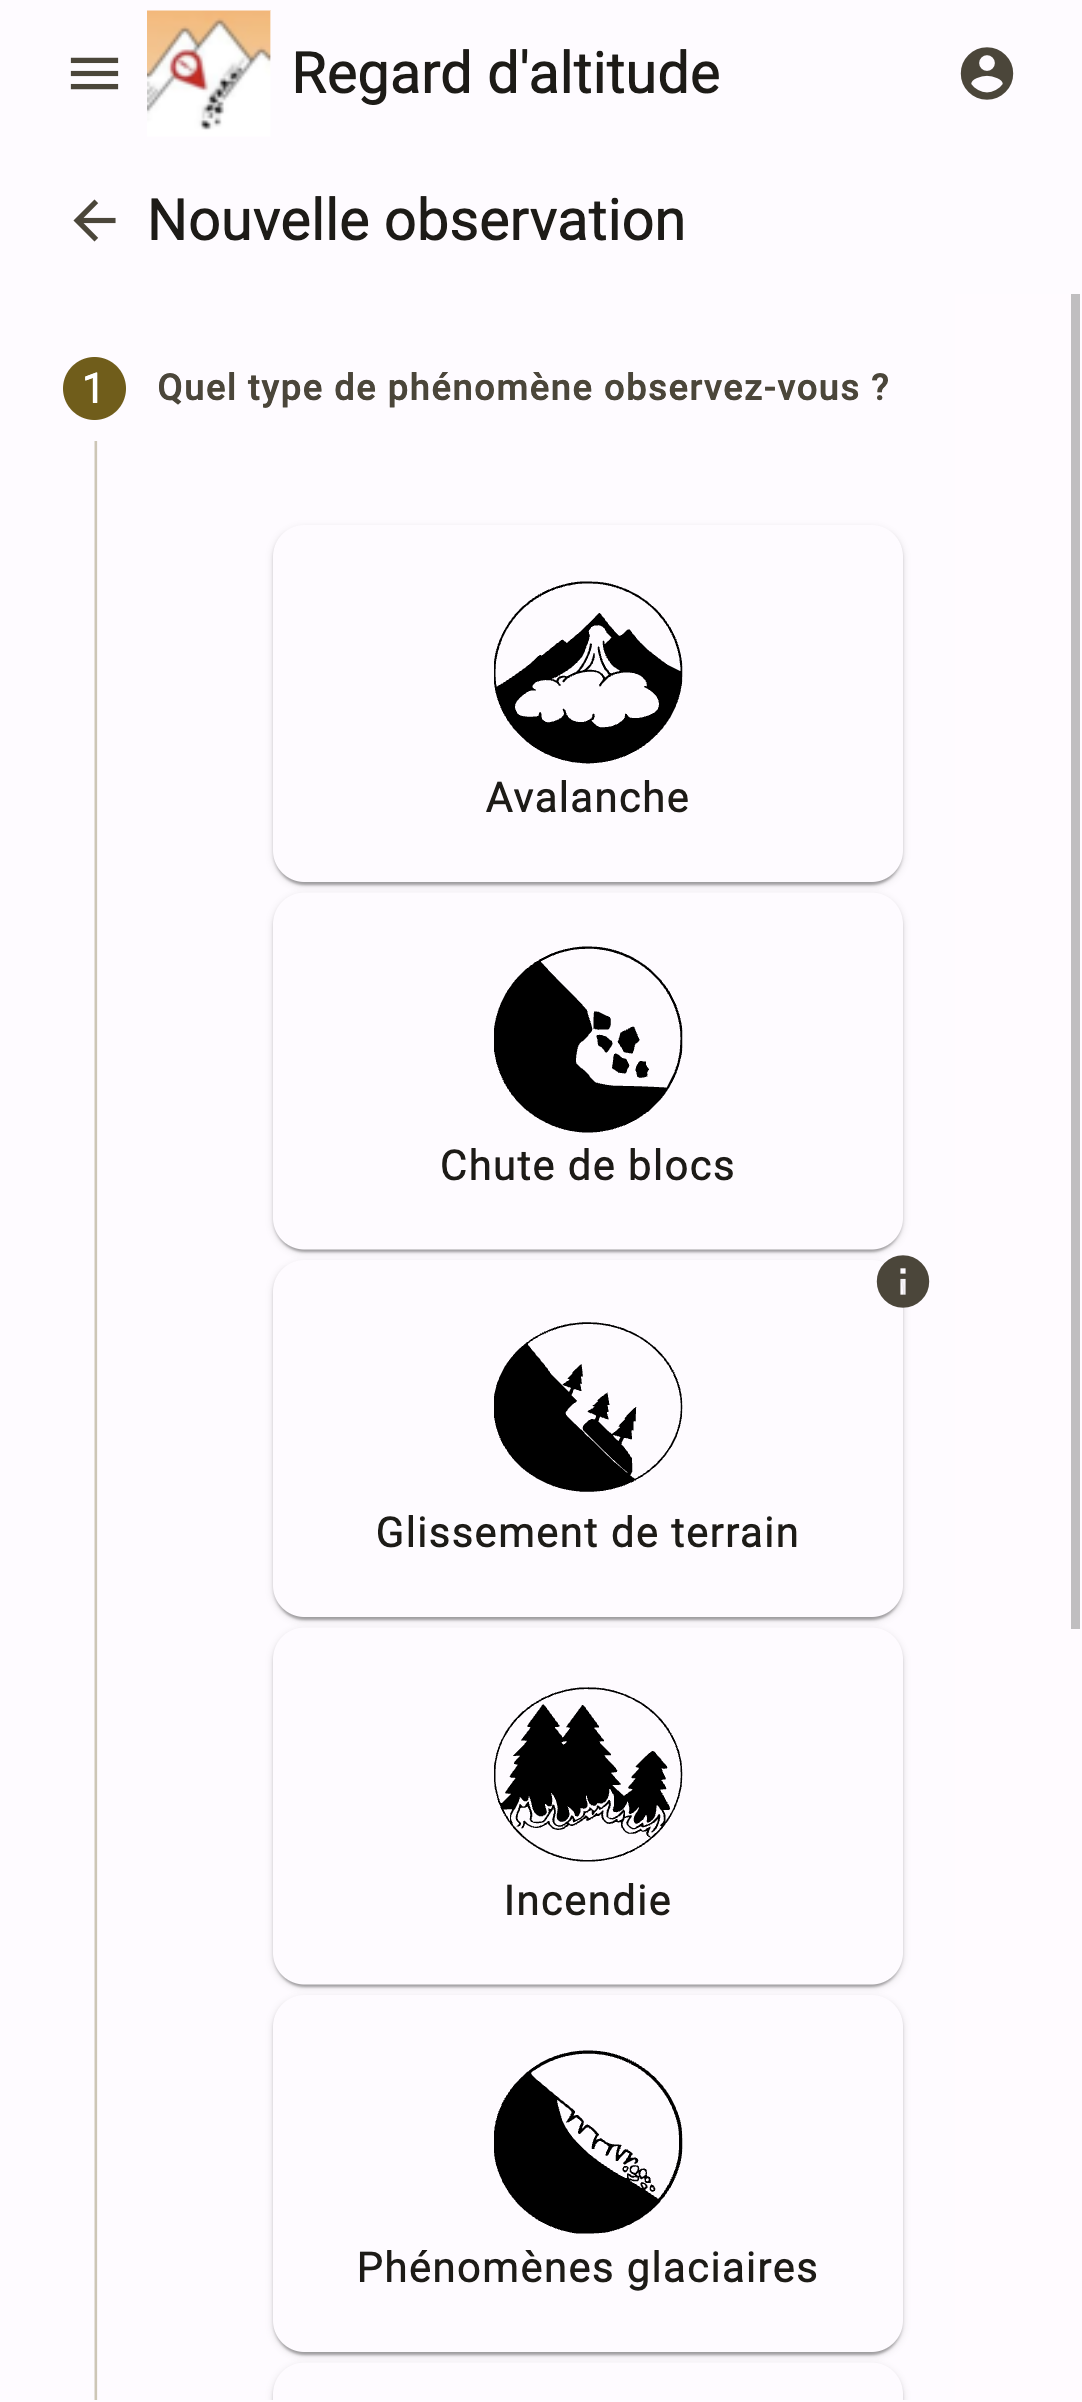 Regard d'altitude
Nouvelle observation
1 Quel type de phénomène observez-vous ?
Avalanche
Chute de blocs
i
Glissement de terrain
Incendie
Phénomènes glaciaires